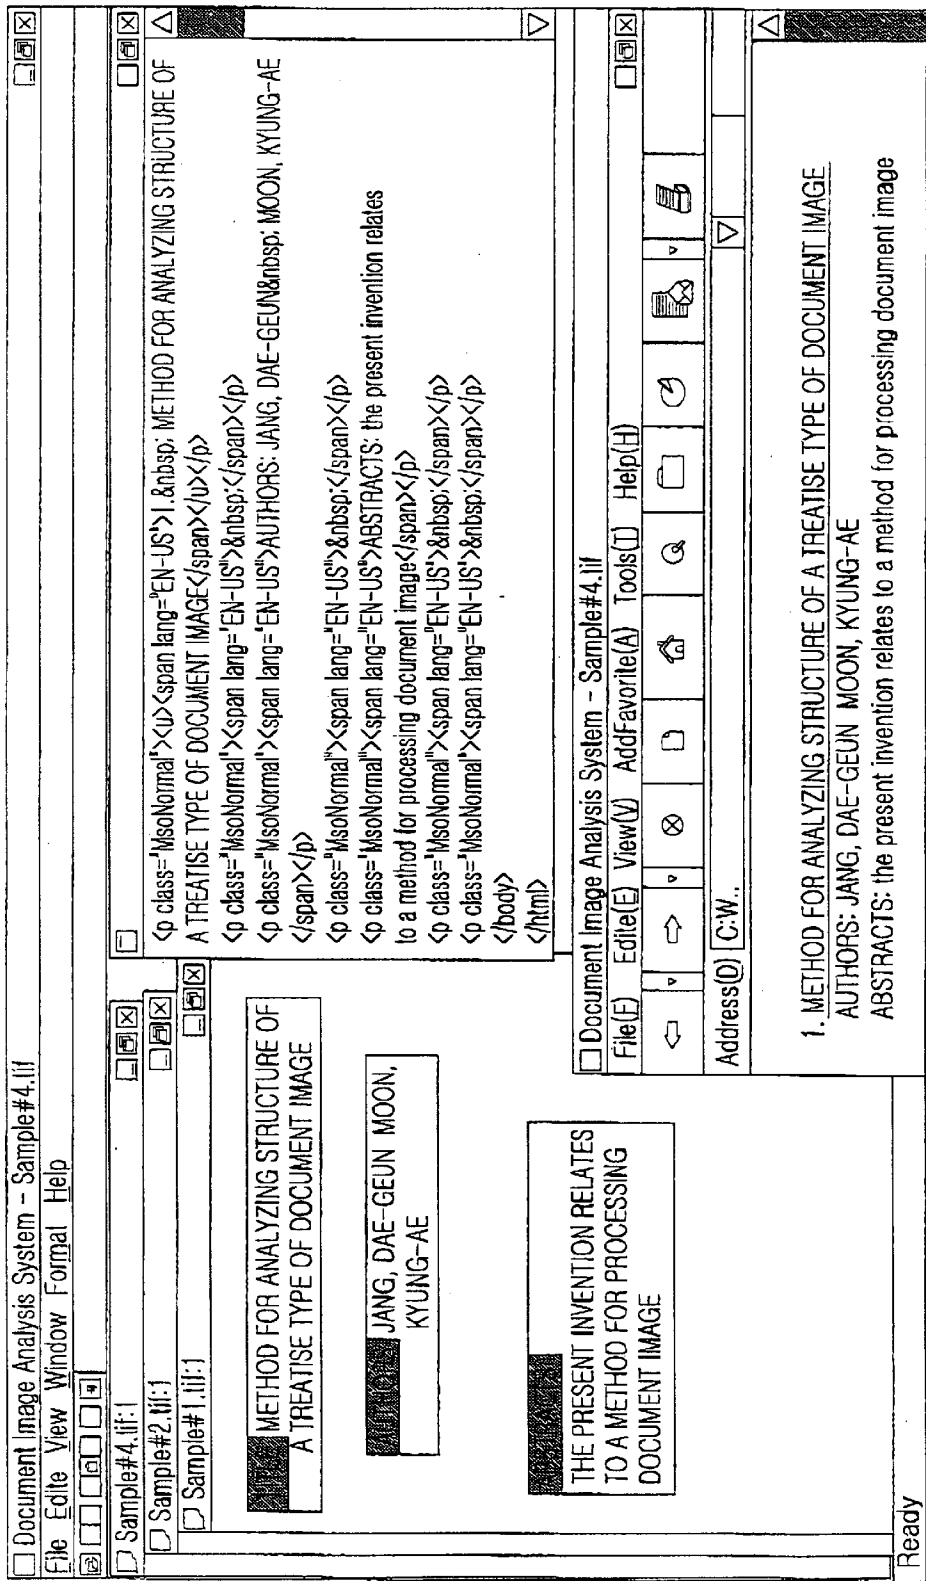 Document Image Analysis System - Sample#4.tif
File Edite View Window Format Help
Sample#4.tif:1
Sample#2.tif:1
Sample#1.tif:1
METHOD FOR ANALYZING STRUCTURE OF
A TREATISE TYPE OF DOCUMENT IMAGE
AUTHORS JANG, DAE-GEUN MOON,
KYUNG-AE
ABSTRACTS
THE PRESENT INVENTION RELATES
TO A METHOD FOR PROCESSING
DOCUMENT IMAGE
Ready
<p class="MsoNormal"><u><span lang="EN-US">1.&nbsp; METHOD FOR ANALYZING STRUCTURE OF
A TREATISE TYPE OF DOCUMENT IMAGE</span></u></p>
<p class="MsoNormal"><span lang="EN-US">&nbsp;</span></p>
<p class="MsoNormal"><span lang="EN-US">AUTHORS: JANG, DAE-GEUN&nbsp; MOON, KYUNG-AE
</span></p>
<p class="MsoNormal"><span lang="EN-US">&nbsp;</span></p>
<p class="MsoNormal"><span lang="EN-US">ABSTRACTS: the present invention relates
to a method for processing document image</span></p>
<p class="MsoNormal"><span lang="EN-US">&nbsp;</span></p>
<p class="MsoNormal"><span lang="EN-US">&nbsp;</span></p>
</body>
</html>
Document Image Analysis System - Sample#4.tif
File(F) Edite(E) View(V) AddFavorite(A) Tools(T) Help(H)
Address(D) C:W..
1. METHOD FOR ANALYZING STRUCTURE OF A TREATISE TYPE OF DOCUMENT IMAGE
AUTHORS: JANG, DAE-GEUN MOON, KYUNG-AE
ABSTRACTS: the present invention relates to a method for processing document image